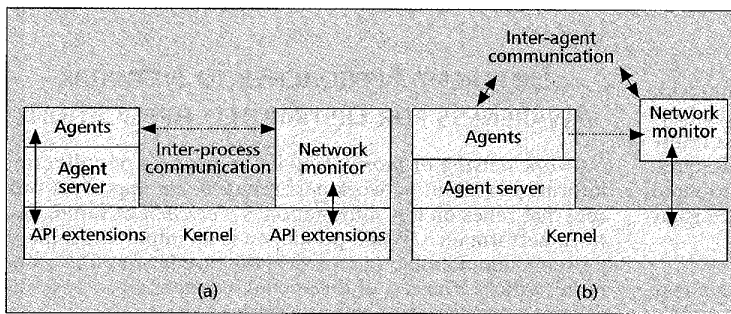 Agents
Agent
server
Inter-process
communication
Network
monitor
API extensions
Kernel
API extensions
(a)
Inter-agent
communication
Agents
Network
monitor
Agent server
Kernel
(b)